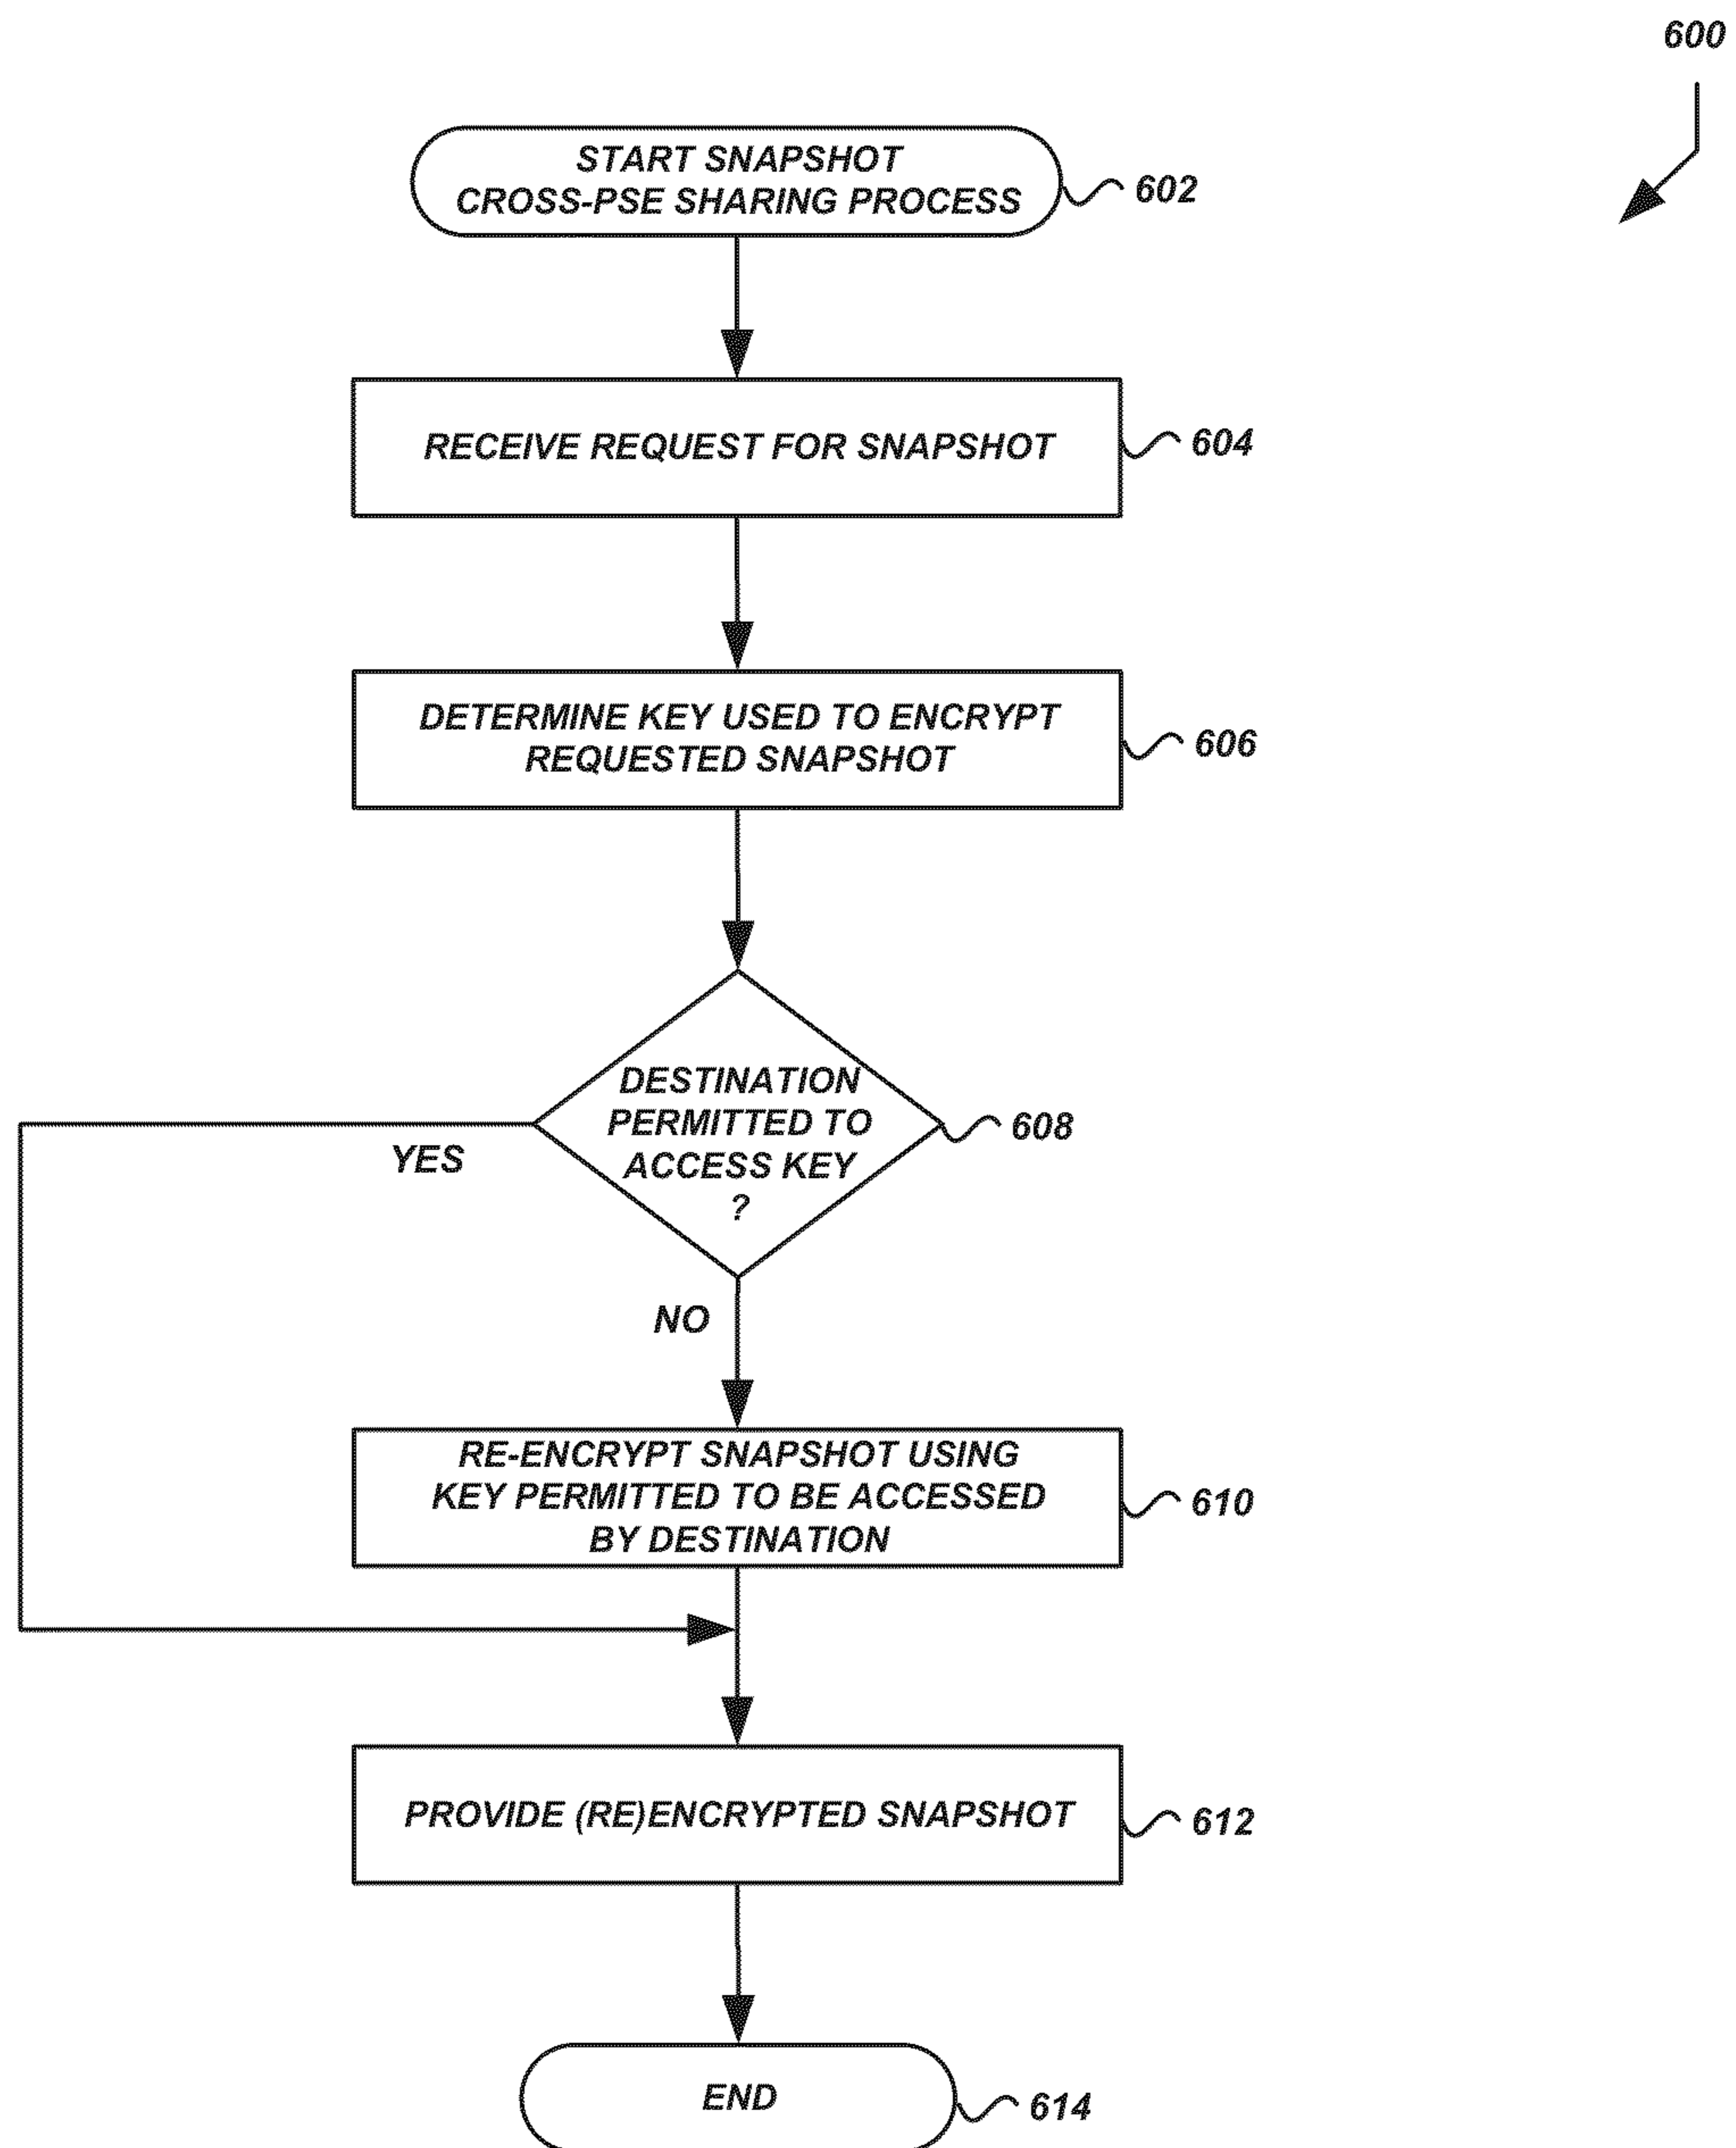 600
START SNAPSHOT
CROSS-PSE SHARING PROCESS
602
RECEIVE REQUEST FOR SNAPSHOT
604
DETERMINE KEY USED TO ENCRYPT
REQUESTED SNAPSHOT
606
DESTINATION
PERMITTED TO
ACCESS KEY
?
608
YES
NO
RE-ENCRYPT SNAPSHOT USING
KEY PERMITTED TO BE ACCESSED
BY DESTINATION
610
PROVIDE (RE)ENCRYPTED SNAPSHOT
612
END
614